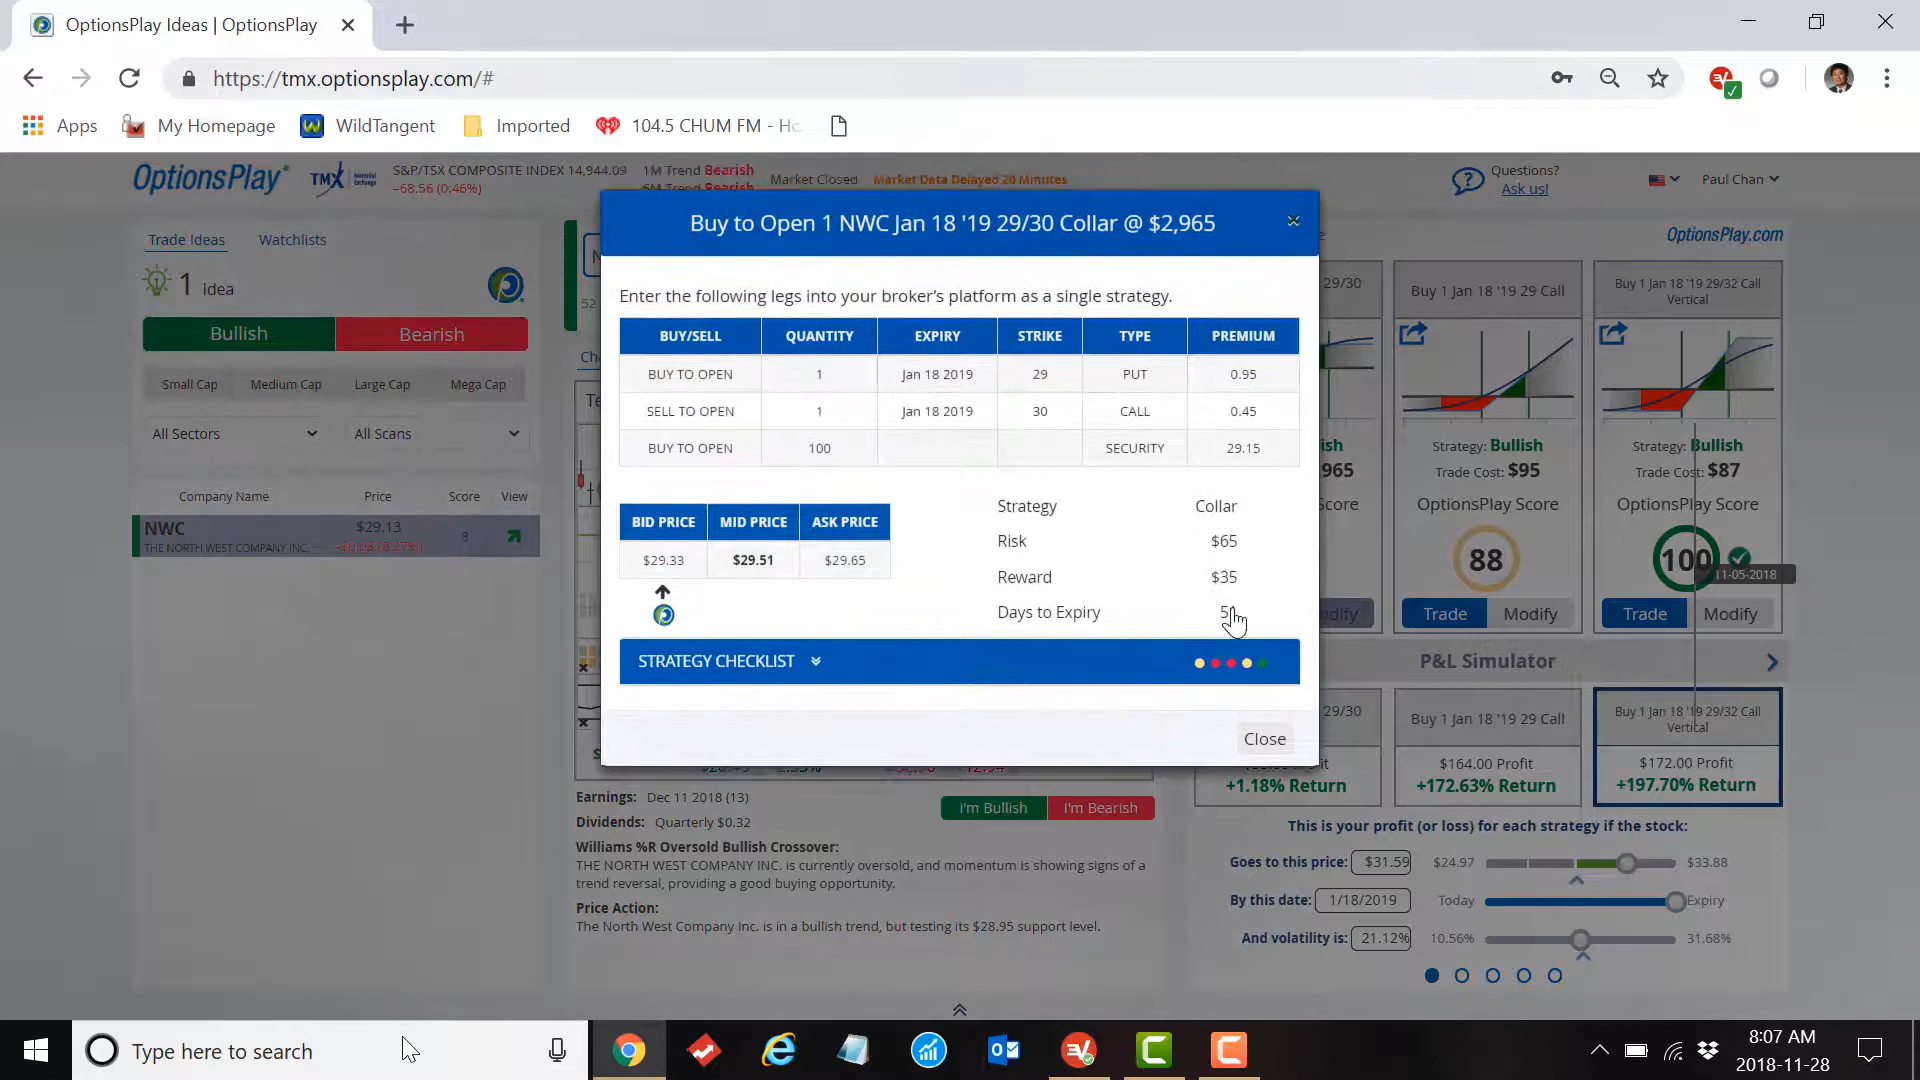 OptionsPlay Ideas | OptionsPlay
https://tmx.optionsplay.com/#
Apps My Homepage WildTangent Imported 104.5 CHUM FM - Ho
OptionsPlay TMX
S&P/TSX COMPOSITE INDEX 14,944.09 1M Trend Bearish Market Closed Market Data Delayed 20 Minutes
−68.56 (0.46%)
Questions?
Ask us!
Paul Chan
Trade Ideas Watchlists
1 Idea
Bullish Bearish
Small Cap Medium Cap Large Cap Mega Cap
All Sectors All Scans
Company Name Price Score View
NWC $29.13 8
THE NORTH WEST COMPANY INC.
Buy to Open 1 NWC Jan 18 '19 29/30 Collar @ $2,965
Enter the following legs into your broker's platform as a single strategy.
BUY/SELL QUANTITY EXPIRY STRIKE TYPE PREMIUM
BUY TO OPEN 1 Jan 18 2019 29 PUT 0.95
SELL TO OPEN 1 Jan 18 2019 30 CALL 0.45
BUY TO OPEN 100 SECURITY 29.15
BID PRICE MID PRICE ASK PRICE
$29.33 $29.51 $29.65
Strategy Collar
Risk $65
Reward $35
Days to Expiry
STRATEGY CHECKLIST
Close
OptionsPlay.com
29/30
Buy 1 Jan 18 '19 29 Call
Buy 1 Jan 18 '19 29/32 Call
Vertical
Strategy: Bullish
Trade Cost: $95
OptionsPlay Score
88
Trade Modify
Strategy: Bullish
Trade Cost: $87
OptionsPlay Score
100
11-05-2018
Trade Modify
P&L Simulator
29/30
+1.18% Return
Buy 1 Jan 18 '19 29 Call
$164.00 Profit
+172.63% Return
Buy 1 Jan 18 '19 29/32 Call
Vertical
$172.00 Profit
+197.70% Return
Earnings: Dec 11 2018 (13)
I'm Bullish I'm Bearish
Dividends: Quarterly $0.32
Williams %R Oversold Bullish Crossover:
THE NORTH WEST COMPANY INC. is currently oversold, and momentum is showing signs of a
trend reversal, providing a good buying opportunity.
Price Action:
The North West Company Inc. is in a bullish trend, but testing its $28.95 support level.
This is your profit (or loss) for each strategy if the stock:
Goes to this price: $31.59 $24.97 $33.88
By this date: 1/18/2019 Today Expiry
And volatility is: 21.12% 10.56% 31.68%
Type here to search
8:07 AM
2018-11-28